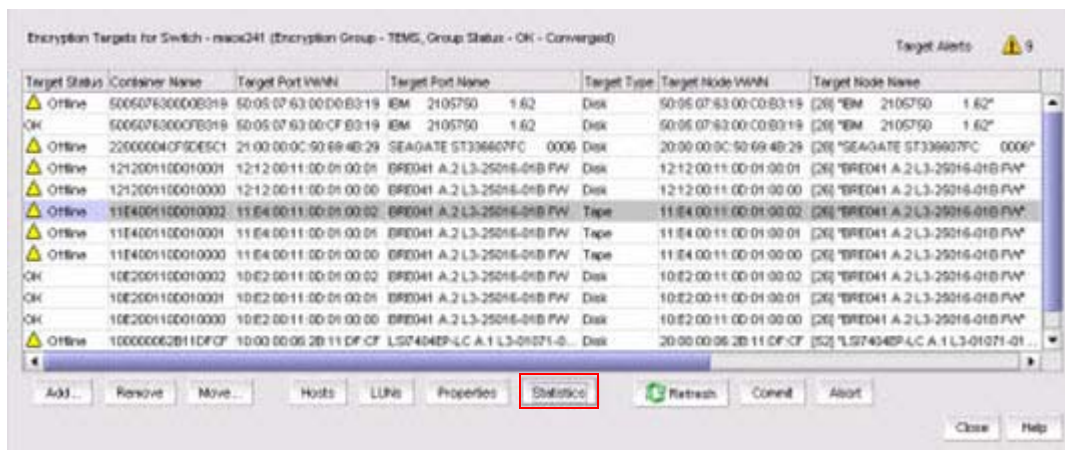 Encryption Targets for Switch - mace241 (Encryption Group - TEMS, Group Status - OK - Converged)
Target Alerts 9
Target Status Container Name Target Port WWN Target Port Name Target Type Target Node WWN Target Node Name
Offline 5005076300D0B319 50:05:07:63:00:D0:B3:19 IBM 2105750 1.62 Disk 50:05:07:63:00:C0:B3:19 [28] "IBM 2105750 1.62"
OK 5005076300CFB319 50:05:07:63:00:CF:B3:19 IBM 2105750 1.62 Disk 50:05:07:63:00:C0:B3:19 [28] "IBM 2105750 1.62"
Offline 22000004CF5DE5C1 21:00:00:0C:50:69:4B:29 SEAGATE ST336607FC 0006 Disk 20:00:00:0C:50:69:4B:29 [28] "SEAGATE ST336607FC 0006"
Offline 121200110D010001 12:12:00:11:0D:01:00:01 BRE041 A.2 L3-25016-01B FW Disk 12:12:00:11:0D:01:00:01 [26] "BRE041 A.2 L3-25016-01B FW"
Offline 121200110D010000 12:12:00:11:0D:01:00:00 BRE041 A.2 L3-25016-01B FW Disk 12:12:00:11:0D:01:00:00 [26] "BRE041 A.2 L3-25016-01B FW"
Offline 11E400110D010002 11:E4:00:11:0D:01:00:02 BRE041 A.2 L3-25016-01B FW Tape 11:E4:00:11:0D:01:00:02 [26] "BRE041 A.2 L3-25016-01B FW"
Offline 11E400110D010001 11:E4:00:11:0D:01:00:01 BRE041 A.2 L3-25016-01B FW Tape 11:E4:00:11:0D:01:00:01 [26] "BRE041 A.2 L3-25016-01B FW"
Offline 11E400110D010000 11:E4:00:11:0D:01:00:00 BRE041 A.2 L3-25016-01B FW Tape 11:E4:00:11:0D:01:00:00 [26] "BRE041 A.2 L3-25016-01B FW"
OK 10E200110D010002 10:E2:00:11:0D:01:00:02 BRE041 A.2 L3-25016-01B FW Disk 10:E2:00:11:0D:01:00:02 [26] "BRE041 A.2 L3-25016-01B FW"
OK 10E200110D010001 10:E2:00:11:0D:01:00:01 BRE041 A.2 L3-25016-01B FW Disk 10:E2:00:11:0D:01:00:01 [26] "BRE041 A.2 L3-25016-01B FW"
OK 10E200110D010000 10:E2:00:11:0D:01:00:00 BRE041 A.2 L3-25016-01B FW Disk 10:E2:00:11:0D:01:00:00 [26] "BRE041 A.2 L3-25016-01B FW"
Offline 100000062B11DFCF 10:00:00:06:2B:11:DF:CF LSI7404EP-LC A.1 L3-01071-0... Disk 20:00:00:06:2B:11:DF:CF [52] "LSI7404EP-LC A.1 L3-01071-01...
Add... Remove Move... Hosts LUNs Properties Statistics Refresh Commit Abort
Close Help